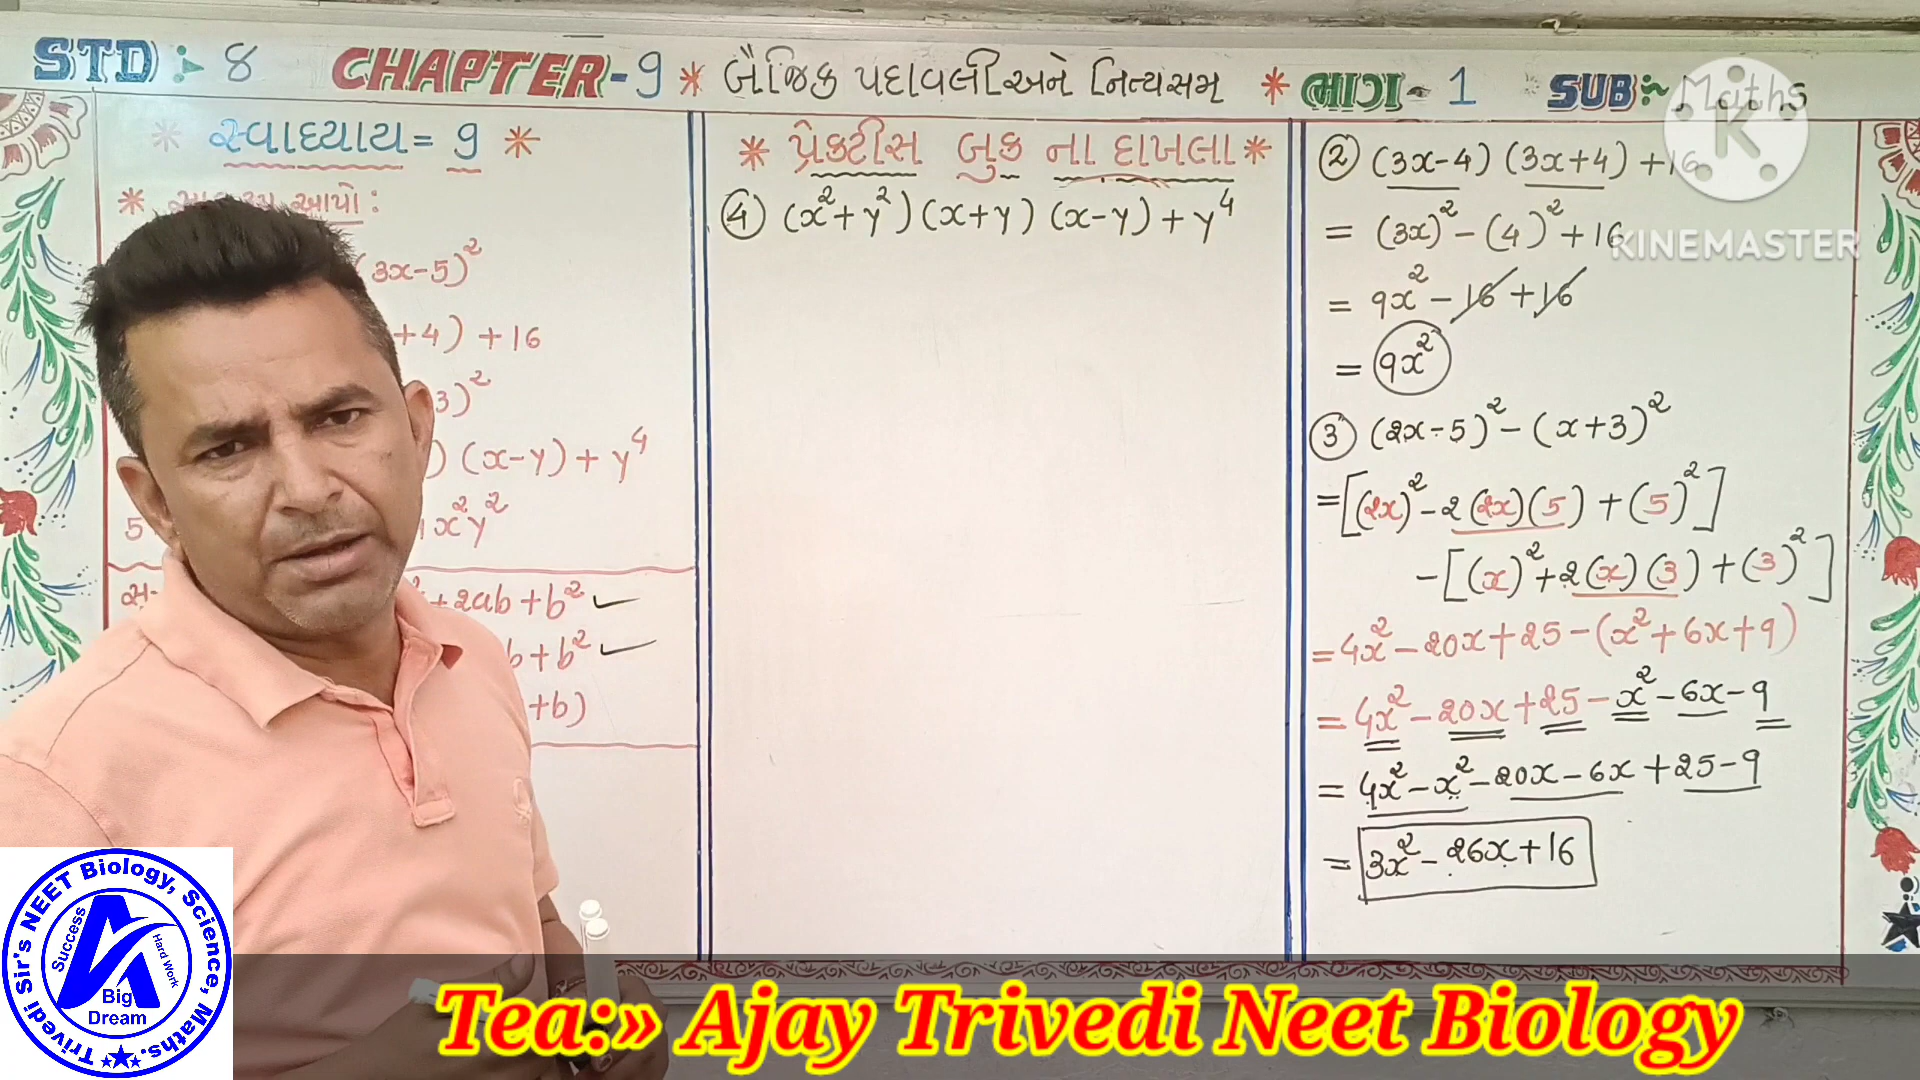 STD :- 8 CHAPTER-9 * બૈજિક પદાવલી અને નિત્યસમ * ભાગ - 1 SUB :~ Maths
* સ્વાધ્યાય = 9 *
આપો :
(3x-5)²
+4) + 16
3)²
) (x-y) + y⁴
5 x²y²
+2ab+b² ✓
b+b² ✓
+b)
* પ્રેક્ટીસ બુક ના દાખલા *
④ (x²+y²) (x+y) (x-y) + y⁴
② (3x-4) (3x+4) + 16
= (3x)² - (4)² + 16
= 9x² - 16 + 16
= 9x²
③ (2x-5)² - (x+3)²
= [(2x)² - 2(2x)(5) + (5)²]
- [(x)² + 2(x)(3) + (3)²]
= 4x² - 20x + 25 - (x² + 6x + 9)
= 4x² - 20x + 25 - x² - 6x - 9
= 4x² - x² - 20x - 6x + 25 - 9
= 3x² - 26x + 16
K
KINEMASTER
Trivedi Sir's NEET Biology, Science, Maths.
Success
Hard Work
Big
Dream
Tea:» Ajay Trivedi Neet Biology